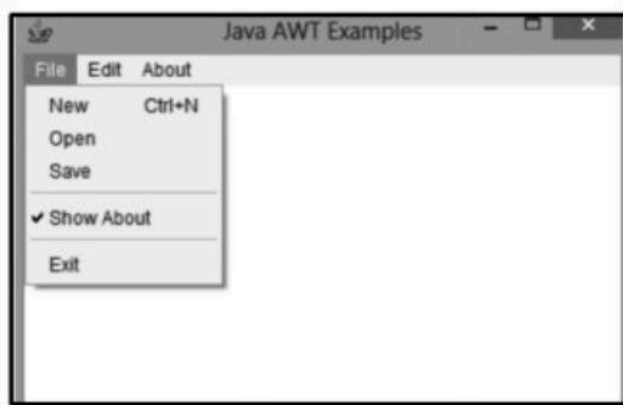 Java AWT Examples
File Edit About
New Ctrl+N
Open
Save
Show About
Exit